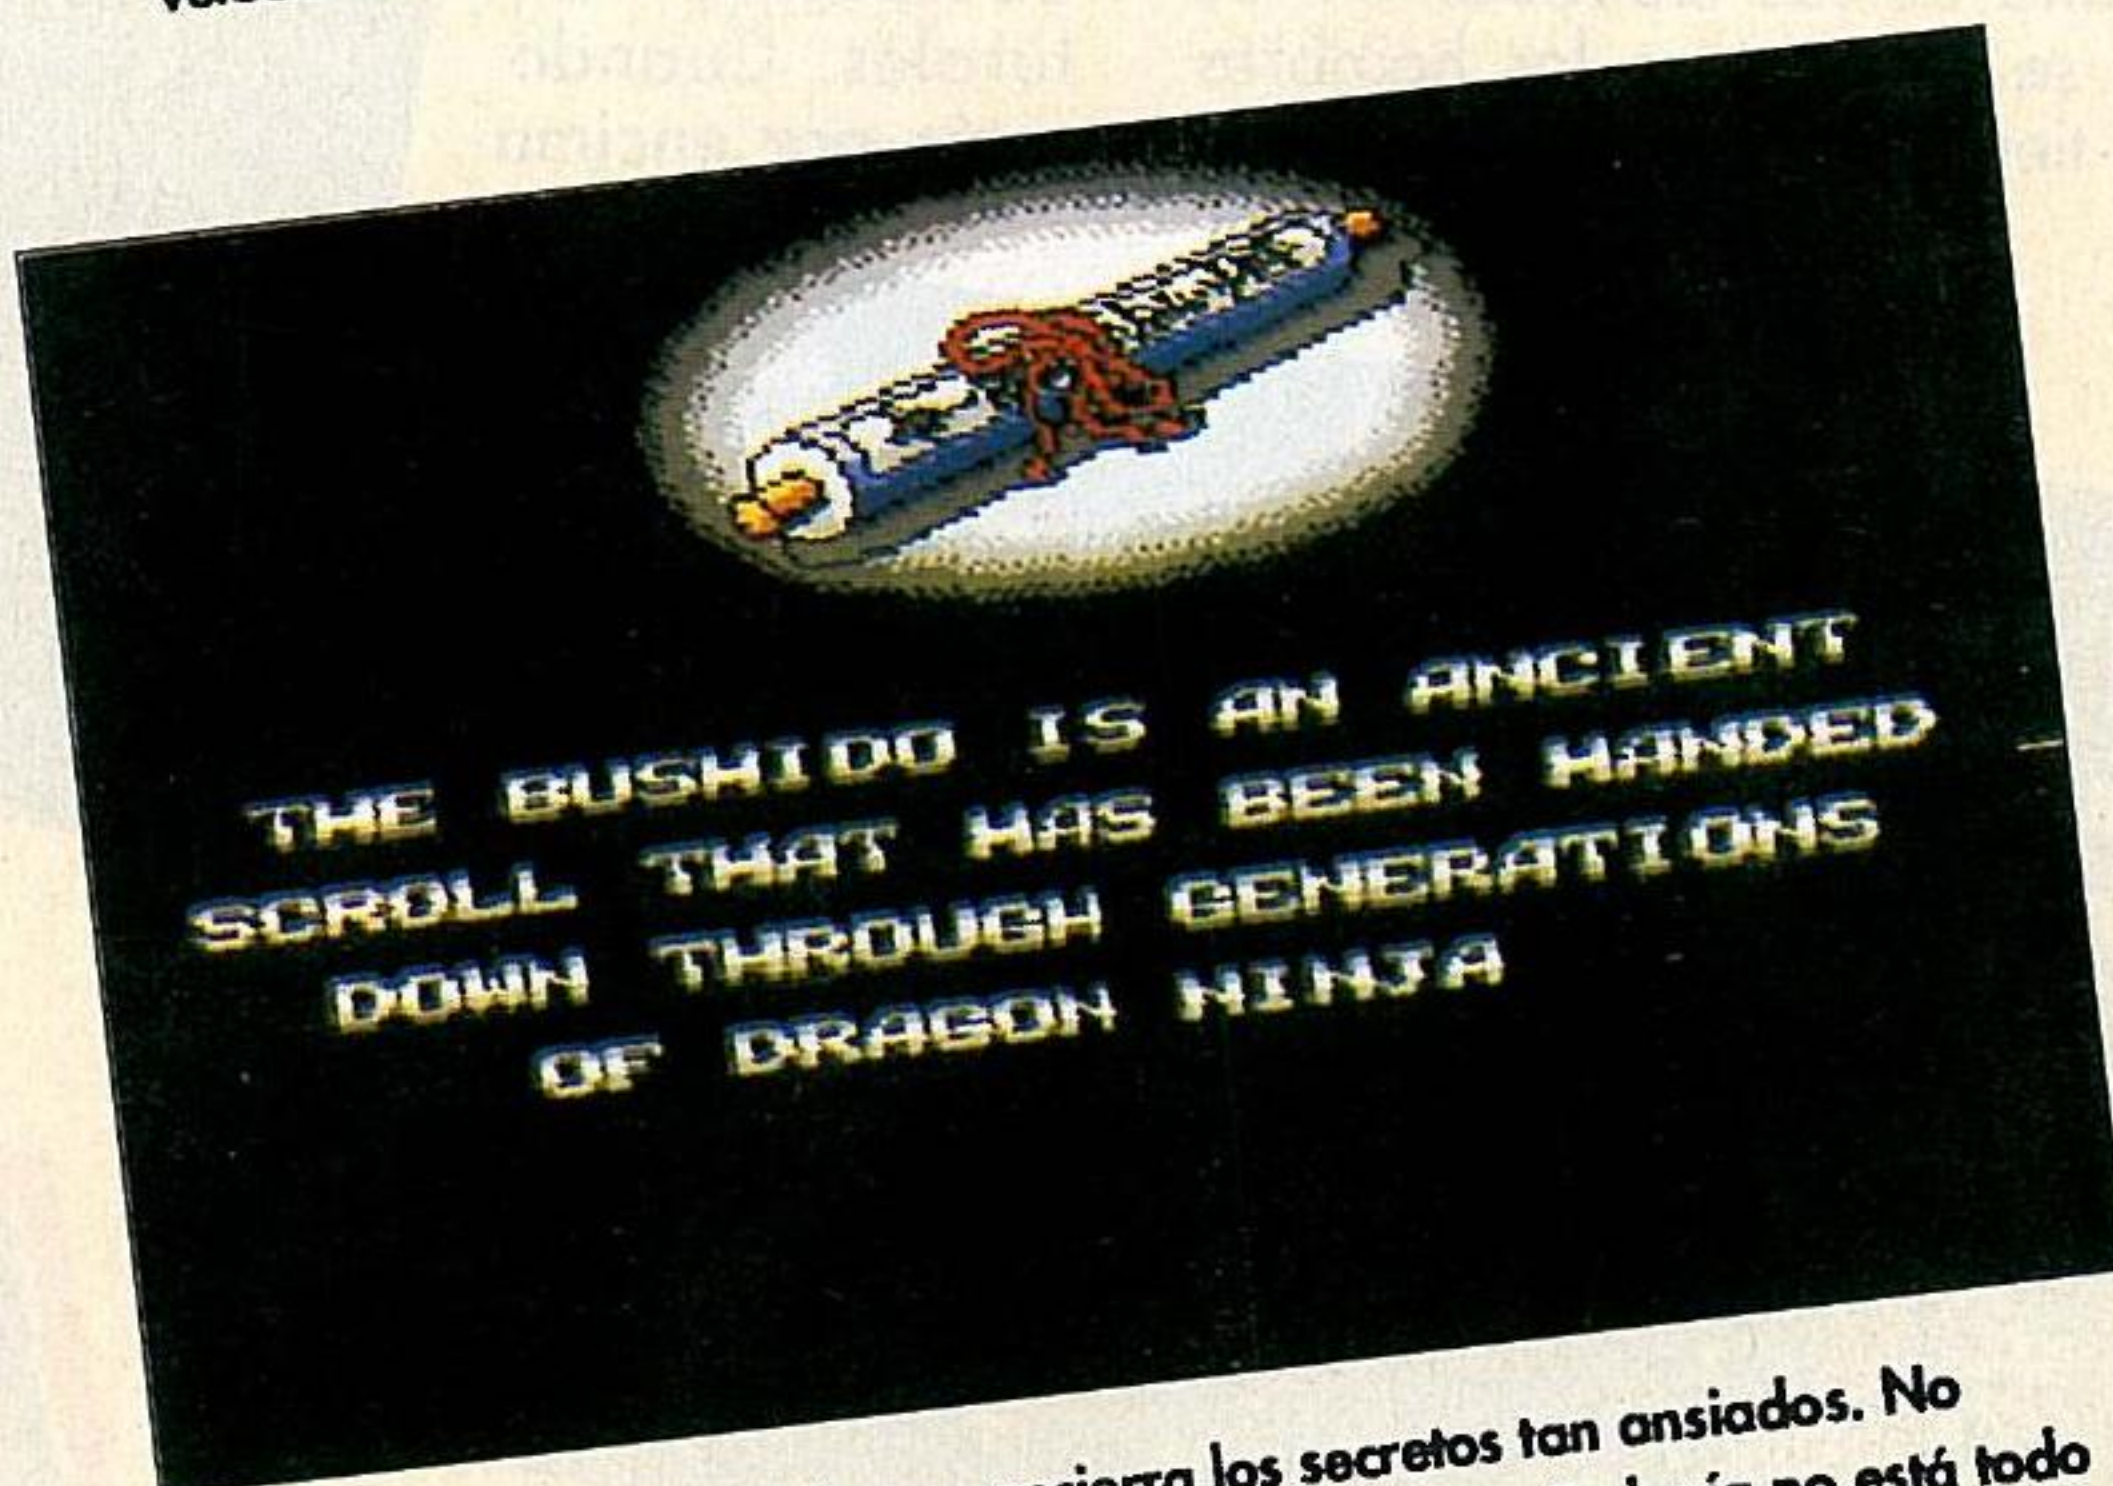 THE BUSHIDO IS AN ANCIENT
SCROLL THAT HAS BEEN HANDED
DOWN THROUGH GENERATIONS
OF DRAGON NINJA
los secretos tan ansiados. No
no está todo